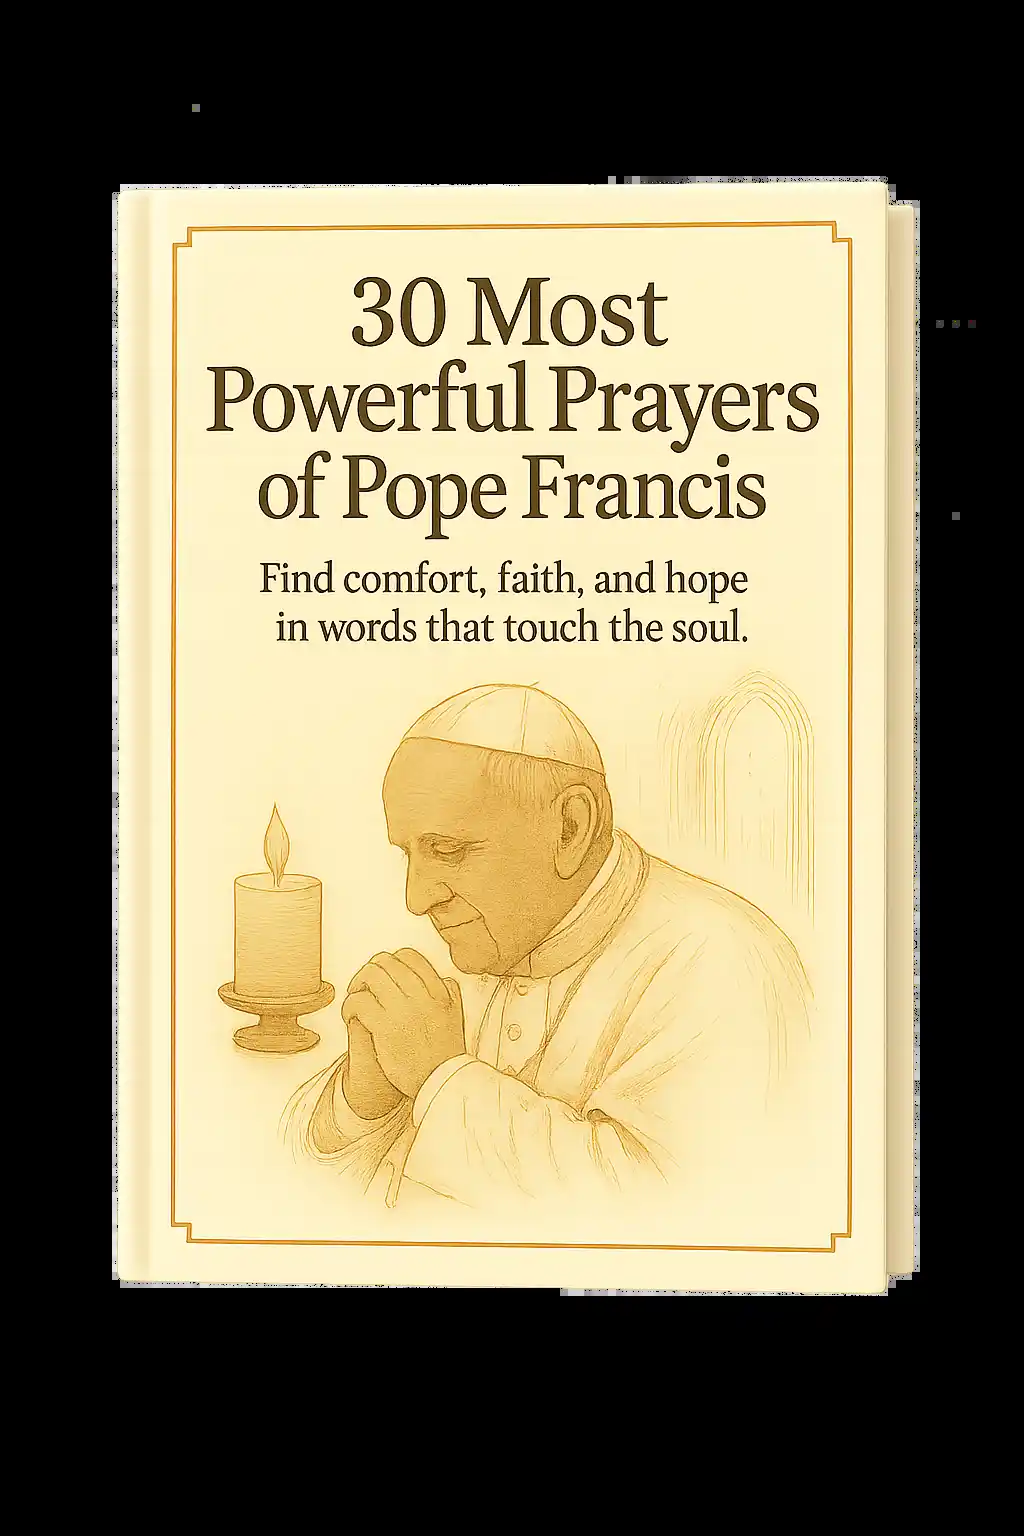 30 Most
Powerful Prayers
of Pope Francis
Find comfort, faith, and hope
in words that touch the soul.